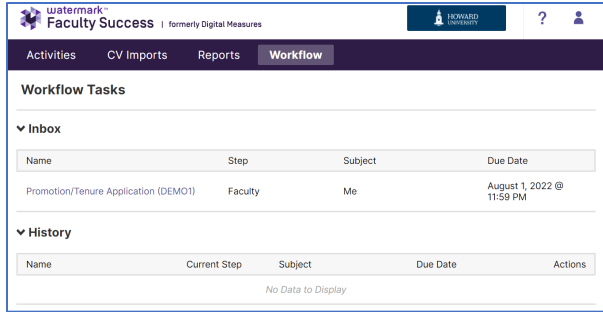 watermark™
Faculty Success | formerly Digital Measures
HOWARD
UNIVERSITY
?
Activities CV Imports Reports Workflow
Workflow Tasks
Inbox
Name Step Subject Due Date
Promotion/Tenure Application (DEMO1) Faculty Me August 1, 2022 @
11:59 PM
History
Name Current Step Subject Due Date Actions
No Data to Display